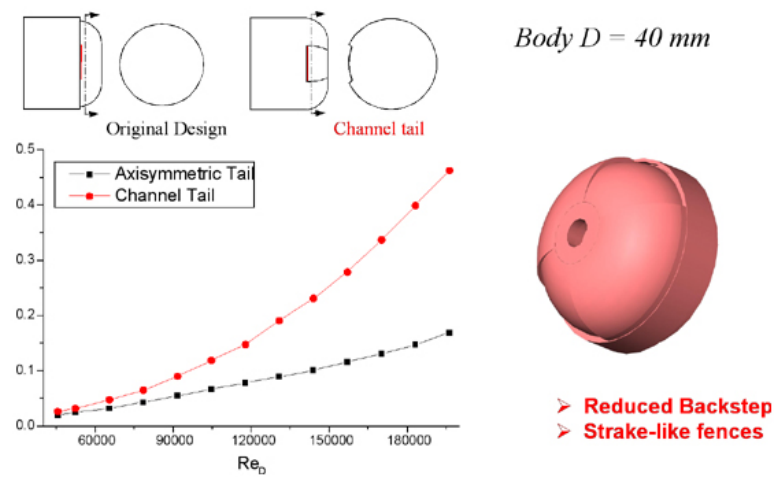 Body D = 40 mm
Original Design
Channel tail
0.5
Axisymmetric Tail
Channel Tail
0.4
0.3
0.2
0.1
0.0
60000 90000 120000 150000 180000
Re_D
➢ Reduced Backstep
➢ Strake-like fences